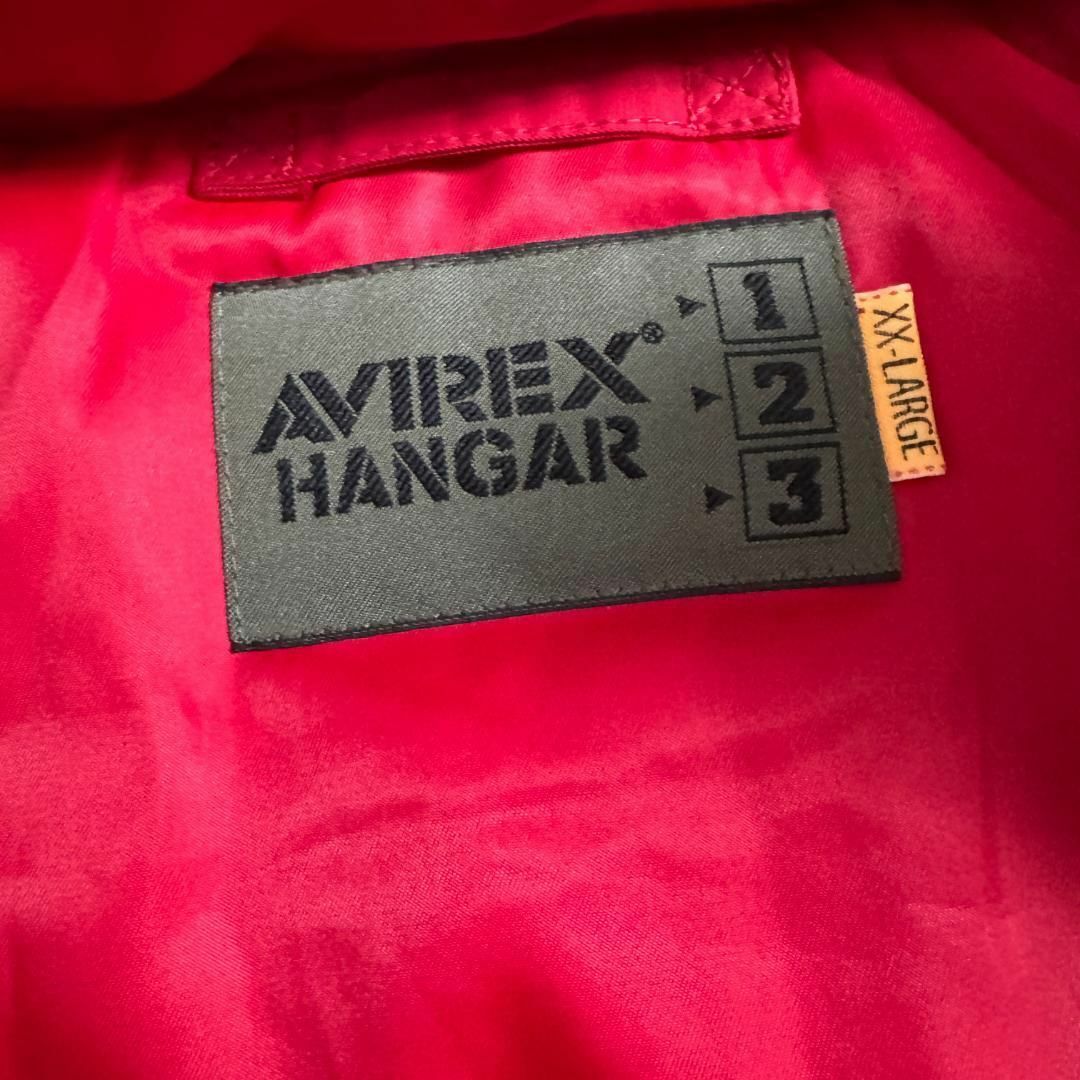 AVIREX®
HANGAR
1
2
3
XX-LARGE